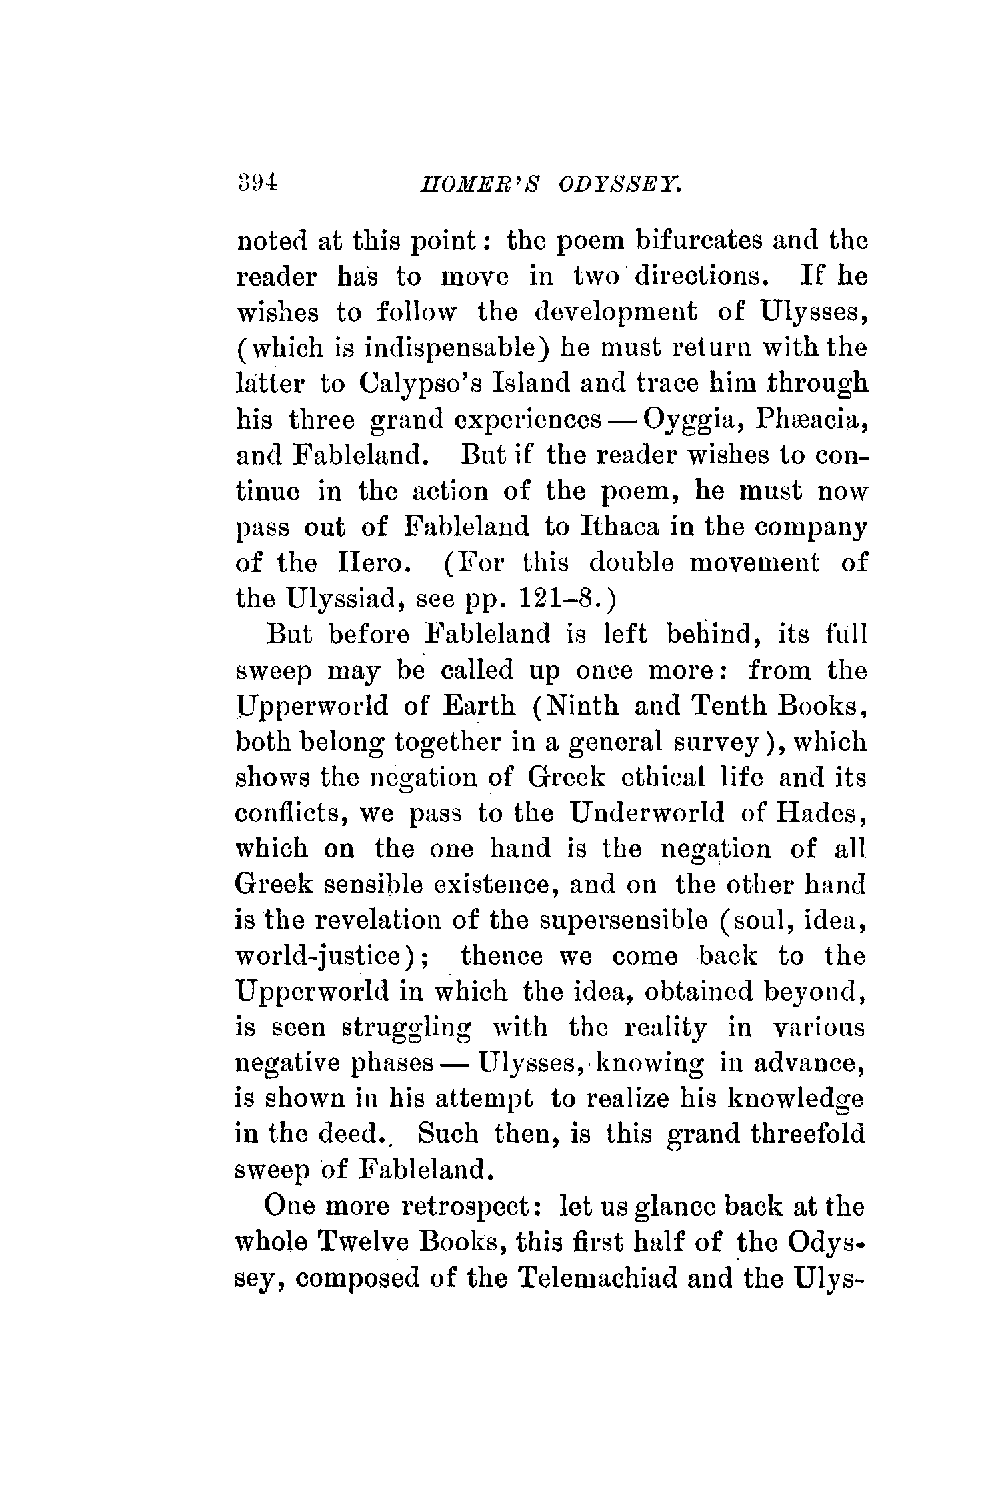 394 HOMER'S ODYSSEY.
noted at this point: the poem bifurcates and the
reader has to move in two directions. If he
wishes to follow the development of Ulysses,
(which is indispensable) he must return with the
latter to Calypso's Island and trace him through
his three grand experiences — Oyggia, Phæacia,
and Fableland. But if the reader wishes to con-
tinue in the action of the poem, he must now
pass out of Fableland to Ithaca in the company
of the Hero. (For this double movement of
the Ulyssiad, see pp. 121–8.)
But before Fableland is left behind, its full
sweep may be called up once more: from the
Upperworld of Earth (Ninth and Tenth Books,
both belong together in a general survey), which
shows the negation of Greek ethical life and its
conflicts, we pass to the Underworld of Hades,
which on the one hand is the negation of all
Greek sensible existence, and on the other hand
is the revelation of the supersensible (soul, idea,
world-justice); thence we come back to the
Upperworld in which the idea, obtained beyond,
is seen struggling with the reality in various
negative phases — Ulysses, knowing in advance,
is shown in his attempt to realize his knowledge
in the deed. Such then, is this grand threefold
sweep of Fableland.
One more retrospect: let us glance back at the
whole Twelve Books, this first half of the Odys-
sey, composed of the Telemachiad and the Ulys-